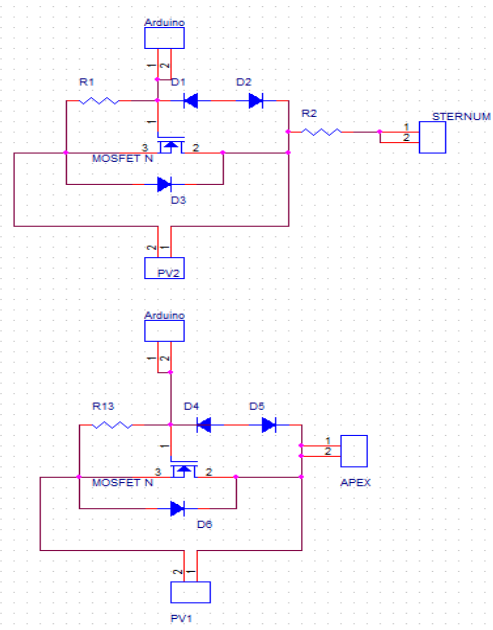 Arduino
1
2
R1
D1
D2
1
R2
STERNUM
1
2
3
2
MOSFET N
D3
2
1
PV2
Arduino
1
2
R13
D4
D5
1
1
2
3
2
MOSFET N
APEX
D6
2
1
PV1